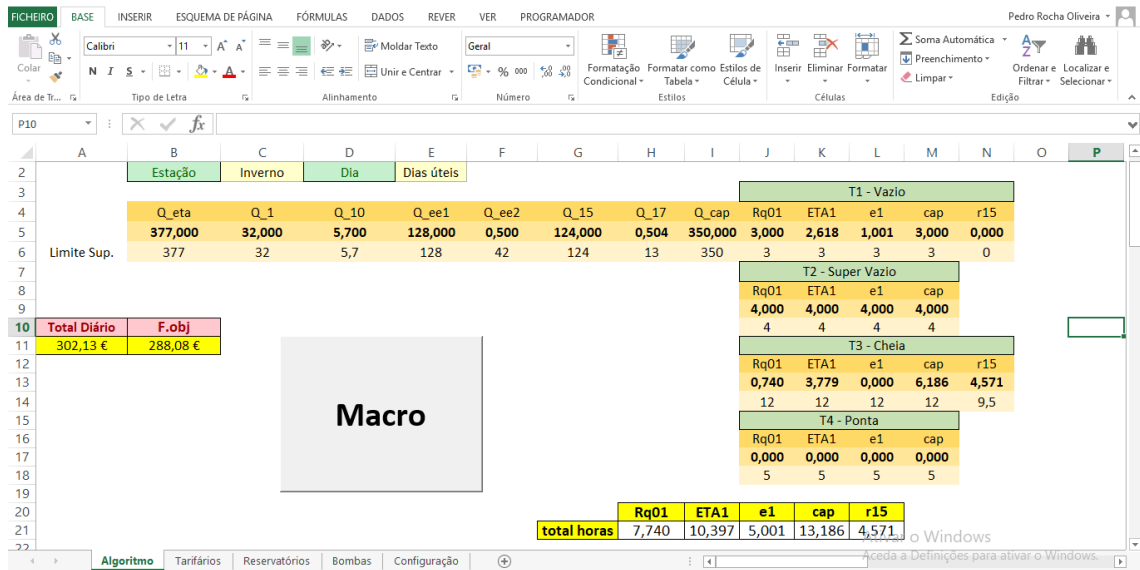 FICHEIRO BASE INSERIR ESQUEMA DE PÁGINA FÓRMULAS DADOS REVER VER PROGRAMADOR Pedro Rocha Oliveira
Calibri 11 A A Moldar Texto Geral Soma Automática
Colar Formatação Formatar como Estilos de Inserir Eliminar Formatar Preenchimento Ordenar e Localizar e
N I S A Unir e Centrar % 000 Condicional Tabela Célula Limpar Filtrar Selecionar
Área de Tr... Tipo de Letra Alinhamento Número Estilos Células Edição
P10 fx
A B C D E F G H I J K L M N O P
2 Estação Inverno Dia Dias úteis
3 T1 - Vazio
4 Q_eta Q_1 Q_10 Q_ee1 Q_ee2 Q_15 Q_17 Q_cap Rq01 ETA1 e1 cap r15
5 377,000 32,000 5,700 128,000 0,500 124,000 0,504 350,000 3,000 2,618 1,001 3,000 0,000
6 Limite Sup. 377 32 5,7 128 42 124 13 350 3 3 3 3 0
7 T2 - Super Vazio
8 Rq01 ETA1 e1 cap
9 4,000 4,000 4,000 4,000
10 Total Diário F.obj 4 4 4 4
11 302,13 € 288,08 € T3 - Cheia
12 Rq01 ETA1 e1 cap r15
13 0,740 3,779 0,000 6,186 4,571
14 12 12 12 12 9,5
15 Macro T4 - Ponta
16 Rq01 ETA1 e1 cap
17 0,000 0,000 0,000 0,000
18 5 5 5 5
19
20 Rq01 ETA1 e1 cap r15
21 total horas 7,740 10,397 5,001 13,186 4,571
22 Ativar o Windows
Algoritmo Tarifários Reservatórios Bombas Configuração Aceda a Definições para ativar o Windows.